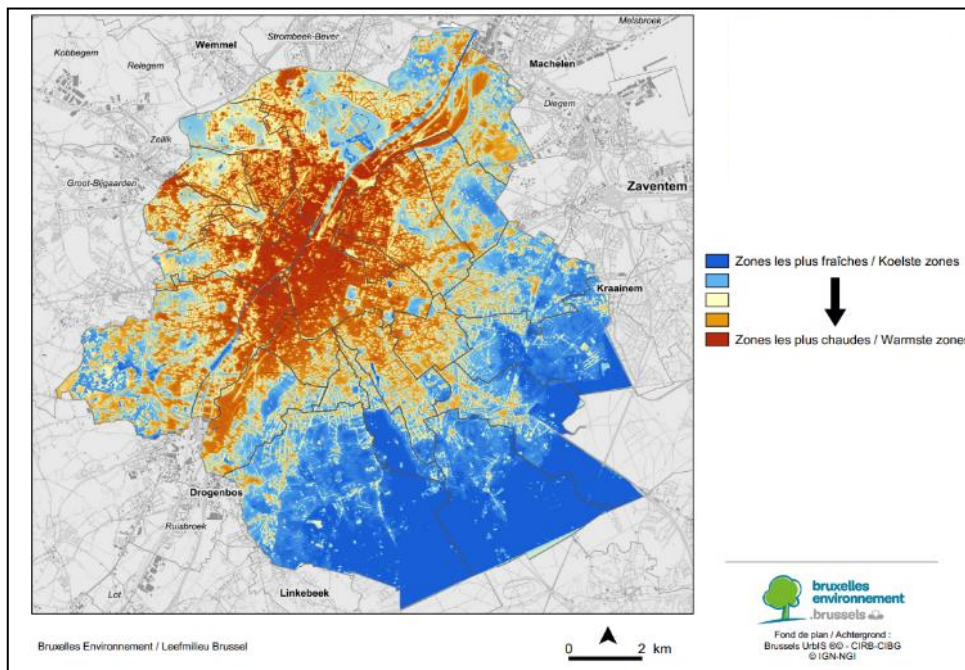 Melsbroek
Strombeek-Bever
Wemmel
Kobbegem
Relegem
Machelen
Diegem
Zellik
Groot-Bijgaarden
Zaventem
Zones les plus fraîches / Koelste zones
Kraainem
Zones les plus chaudes / Warmste zones
Drogenbos
Ruisbroek
Lot
Linkebeek
bruxelles
environnement
.brussels
Fond de plan / Achtergrond :
Brussels UrbIS ®© - CIRB-CIBG
© IGN-NGI
Bruxelles Environnement / Leefmilieu Brussel
0 2 km